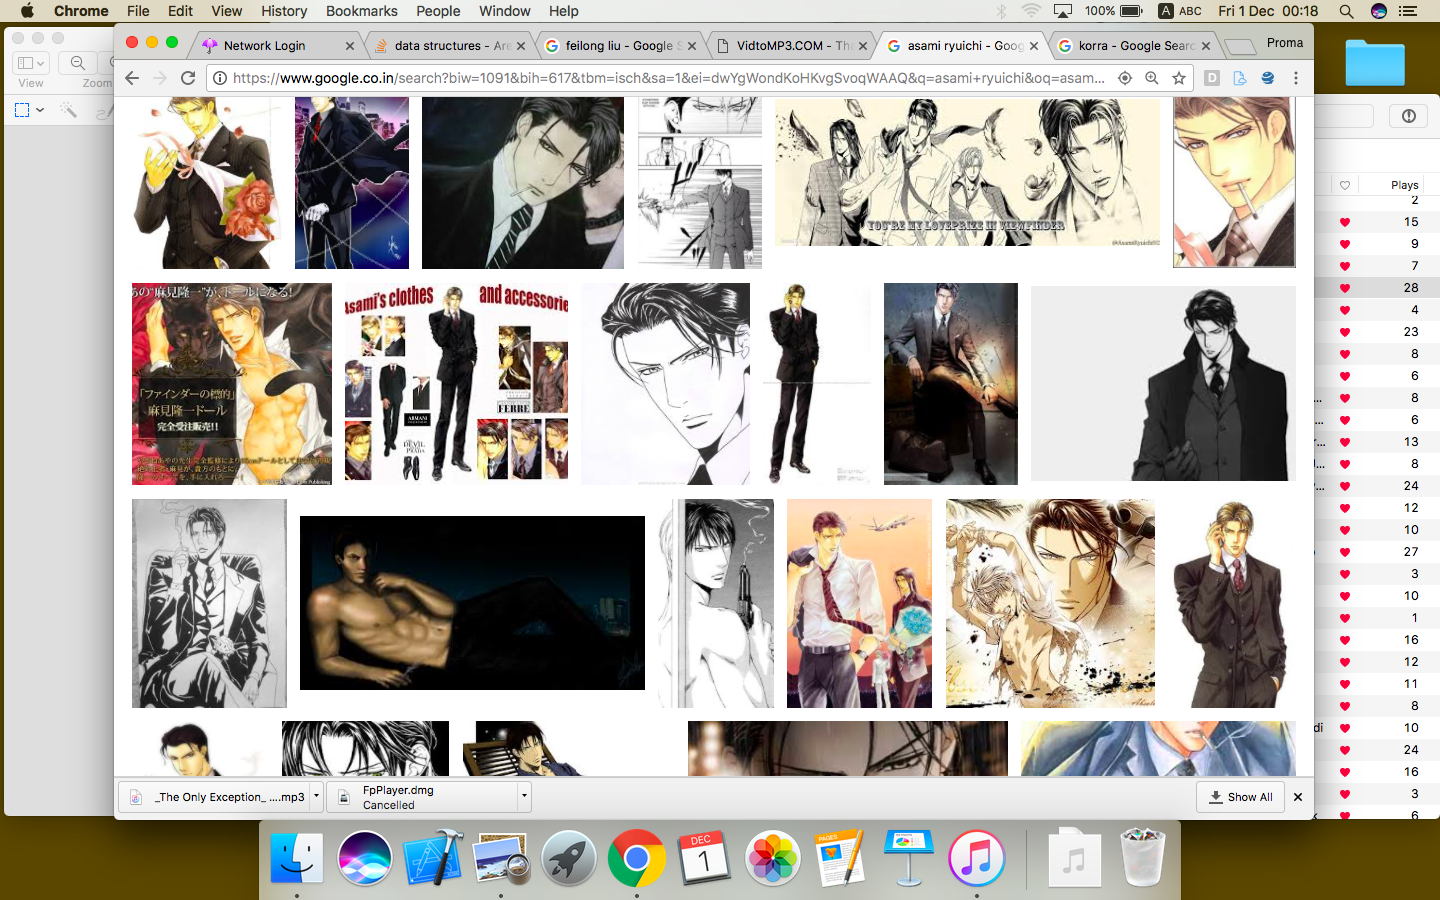 Chrome File Edit View History Bookmarks People Window Help 100% A ABC Fri 1 Dec 00:18
Network Login
data structures - Are
feilong liu - Google S
VidtoMP3.COM - Th
asami ryuichi - Goog
korra - Google Searc
Proma
https://www.google.co.in/search?biw=1091&bih=617&tbm=isch&sa=1&ei=dwYgWondKoHKvgSvoqWAAQ&q=asami+ryuichi&oq=asam...
View
Zoom
YOU'RE MY LOVEPRIZE IN VIEWFINDER
Plays
2
15
9
7
28
4
23
8
6
8
6
13
8
24
12
10
27
3
10
1
16
12
11
8
di 10
24
16
3
6
あの"麻見隆一"が、ドールになる!
「ファインダーの標的」
麻見隆一ドール
完全受注販売!!
Asami's clothes and accessorie
ARMANI
FERRE
DEVIL
PRADA
_The Only Exception_ ....mp3
FpPlayer.dmg
Cancelled
Show All
DEC
1
PAGES